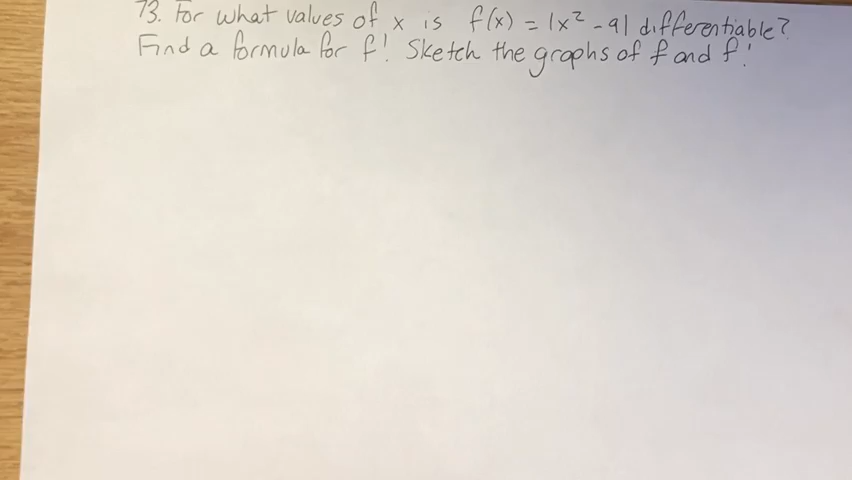 73. For what values of x is f(x) = |x² - 9| differentiable?
Find a formula for f'. Sketch the graphs of f and f'.